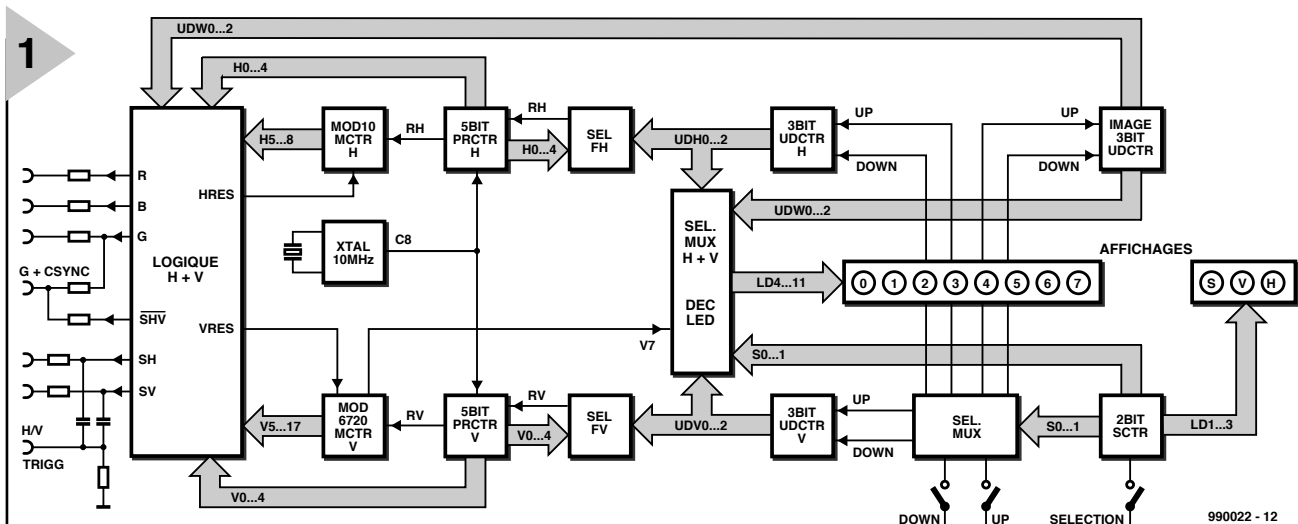 1
UDW0...2
H0...4
LOGIQUE
H + V
HRES
VRES
R
B
G
G + CSYNC
SHV
SH
SV
H/V
TRIGG
H5...8
MOD10
MCTR
H
RH
5BIT
PRCTR
H
RH
H0...4
SEL
FH
UDH0...2
3BIT
UDCTR
H
UP
DOWN
UP
DOWN
IMAGE
3BIT
UDCTR
UDW0...2
XTAL
10MHz
C8
SEL.
MUX
H + V
DEC
LED
LD4...11
AFFICHAGES
0 1 2 3 4 5 6 7
S V H
V7
S0...1
V5...17
MOD
6720
MCTR
V
RV
5BIT
PRCTR
V
RV
V0...4
SEL
FV
UDV0...2
3BIT
UDCTR
V
UP
DOWN
SEL.
MUX
S0...1
2BIT
SCTR
LD1...3
V0...4
DOWN
UP
SELECTION
990022 - 12